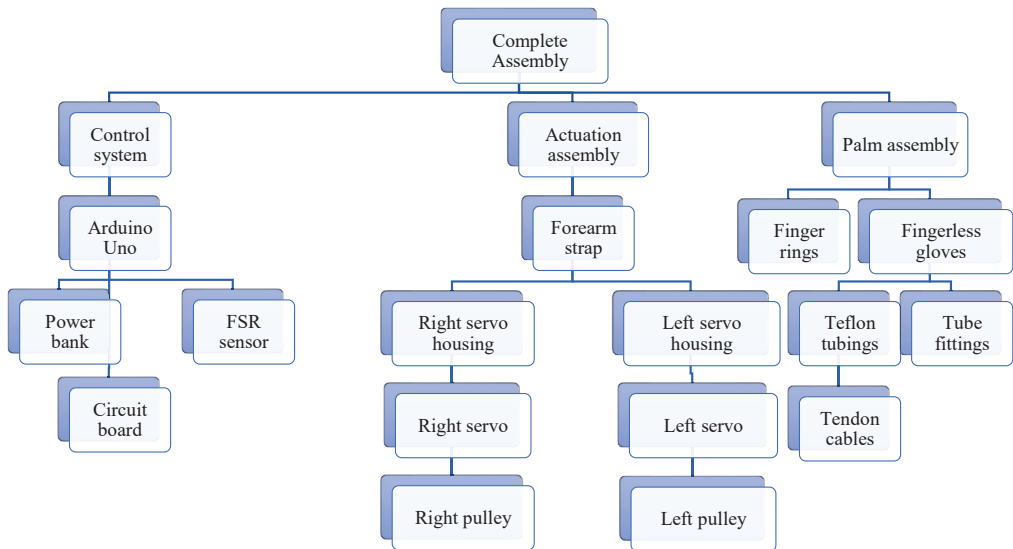 Complete
Assembly
Control
system
Actuation
assembly
Palm assembly
Arduino
Uno
Forearm
strap
Finger
rings
Fingerless
gloves
Power
bank
FSR
sensor
Right servo
housing
Left servo
housing
Teflon
tubings
Tube
fittings
Circuit
board
Right servo
Left servo
Tendon
cables
Right pulley
Left pulley